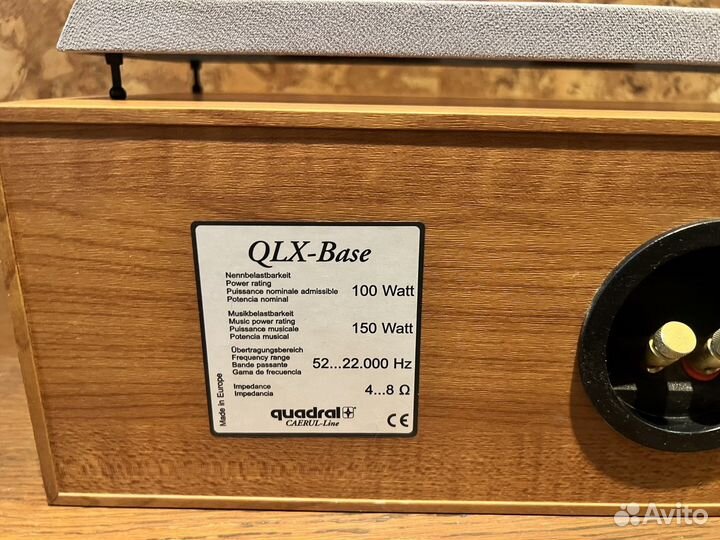 QLX-Base
Nennbelastbarkeit
Power rating
Puissance nominale admissible 100 Watt
Potencia nominal
Musikbelastbarkeit
Music power rating
Puissance musicale 150 Watt
Potencia musical
Übertragungsbereich
Frequency range
Bande passante 52...22.000 Hz
Gama de frecuencia
Impedance 4...8 Ω
Impedancia
Made in Europe
quadral
CAERUL-Line
CE
Avito